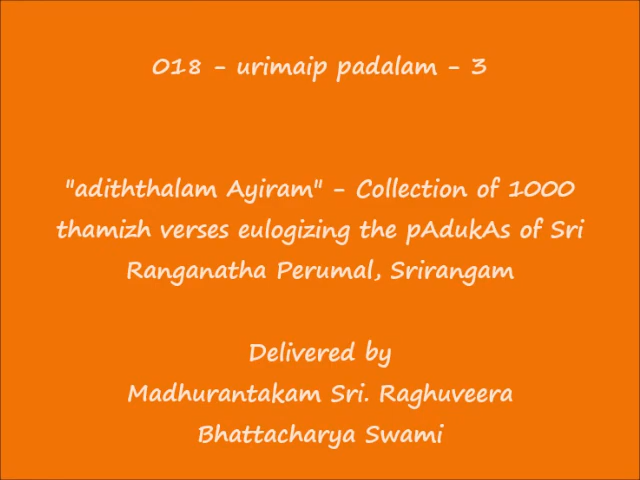 018 - urimaip padalam - 3
"adiththalam Ayiram" - Collection of 1000
thamizh verses eulogizing the pAdukAs of Sri
Ranganatha Perumal, Srirangam
Delivered by
Madhurantakam Sri. Raghuveera
Bhattacharya Swami